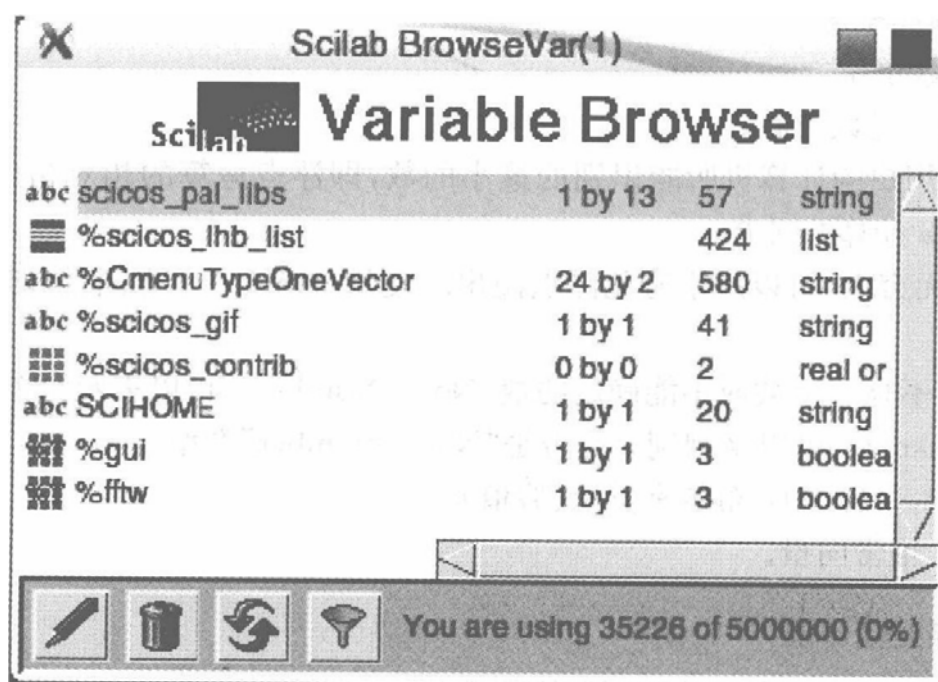 Scilab BrowseVar(1)
Scilab
Variable Browser
abc scicos_pal_libs 1 by 13 57 string
%scicos_lhb_list 424 list
abc %CmenuTypeOneVector 24 by 2 580 string
abc %scicos_gif 1 by 1 41 string
%scicos_contrib 0 by 0 2 real or
abc SCIHOME 1 by 1 20 string
%gui 1 by 1 3 boolea
%fftw 1 by 1 3 boolea
You are using 35226 of 5000000 (0%)